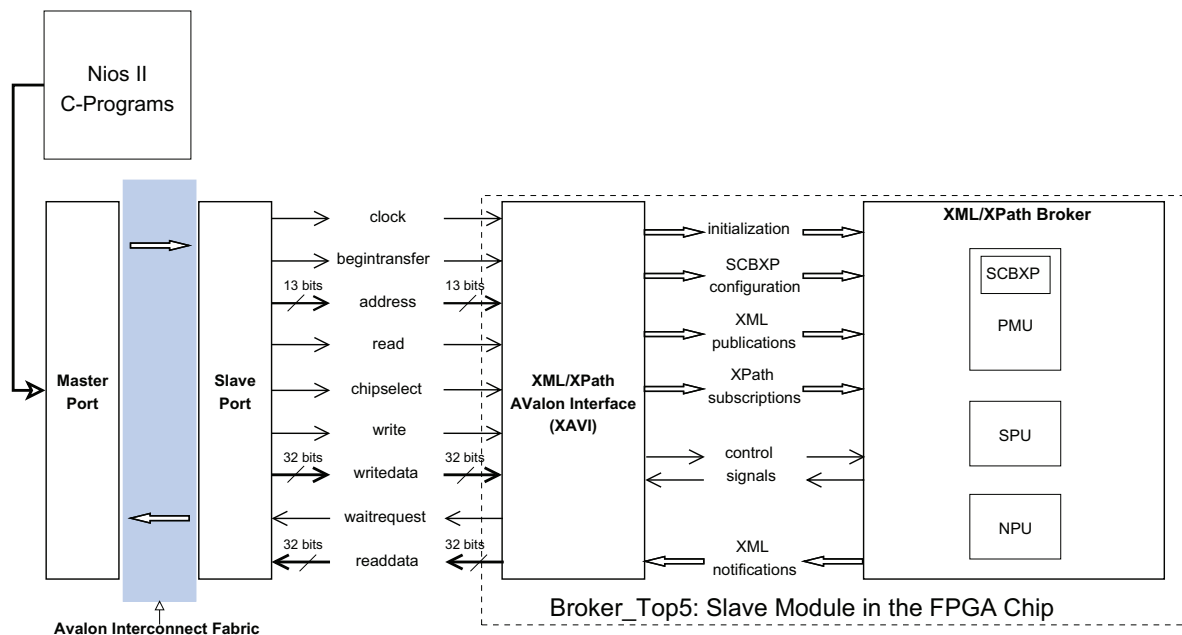 Nios II
C-Programs
Master
Port
Slave
Port
clock
begintransfer
13 bits
address
13 bits
read
chipselect
write
32 bits
writedata
32 bits
waitrequest
32 bits
readdata
32 bits
XML/XPath
AValon Interface
(XAVI)
initialization
SCBXP
configuration
XML
publications
XPath
subscriptions
control
signals
XML
notifications
XML/XPath Broker
SCBXP
PMU
SPU
NPU
Broker_Top5: Slave Module in the FPGA Chip
Avalon Interconnect Fabric